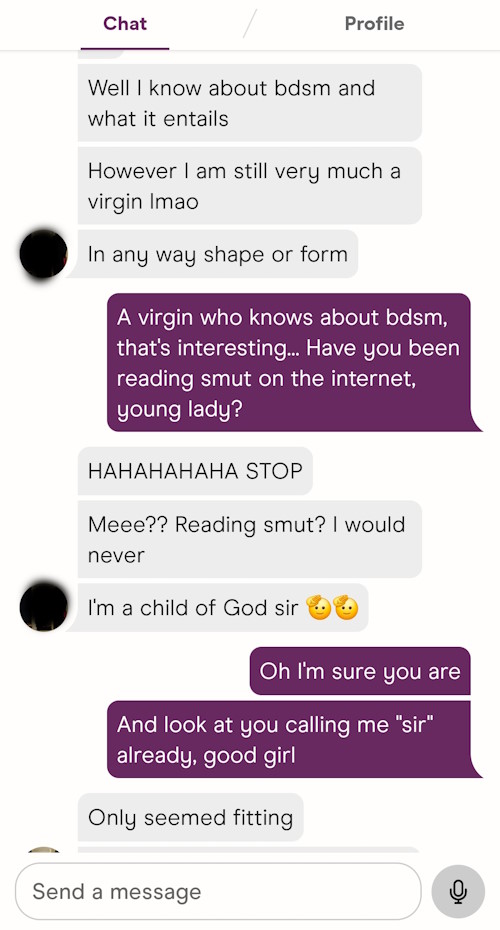 Chat
Profile
Well I know about bdsm and
what it entails
However I am still very much a
virgin lmao
In any way shape or form
A virgin who knows about bdsm,
that's interesting... Have you been
reading smut on the internet,
young lady?
HAHAHAHAHA STOP
Meee?? Reading smut? I would
never
I'm a child of God sir 🫡🫡
Oh I'm sure you are
And look at you calling me "sir"
already, good girl
Only seemed fitting
Send a message